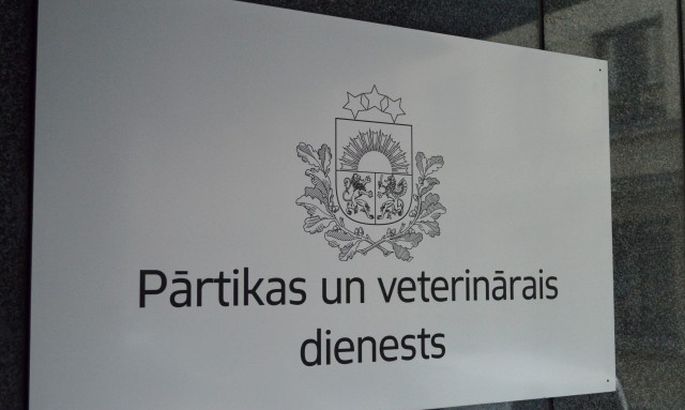 Pārtikas un veterinārais
dienests